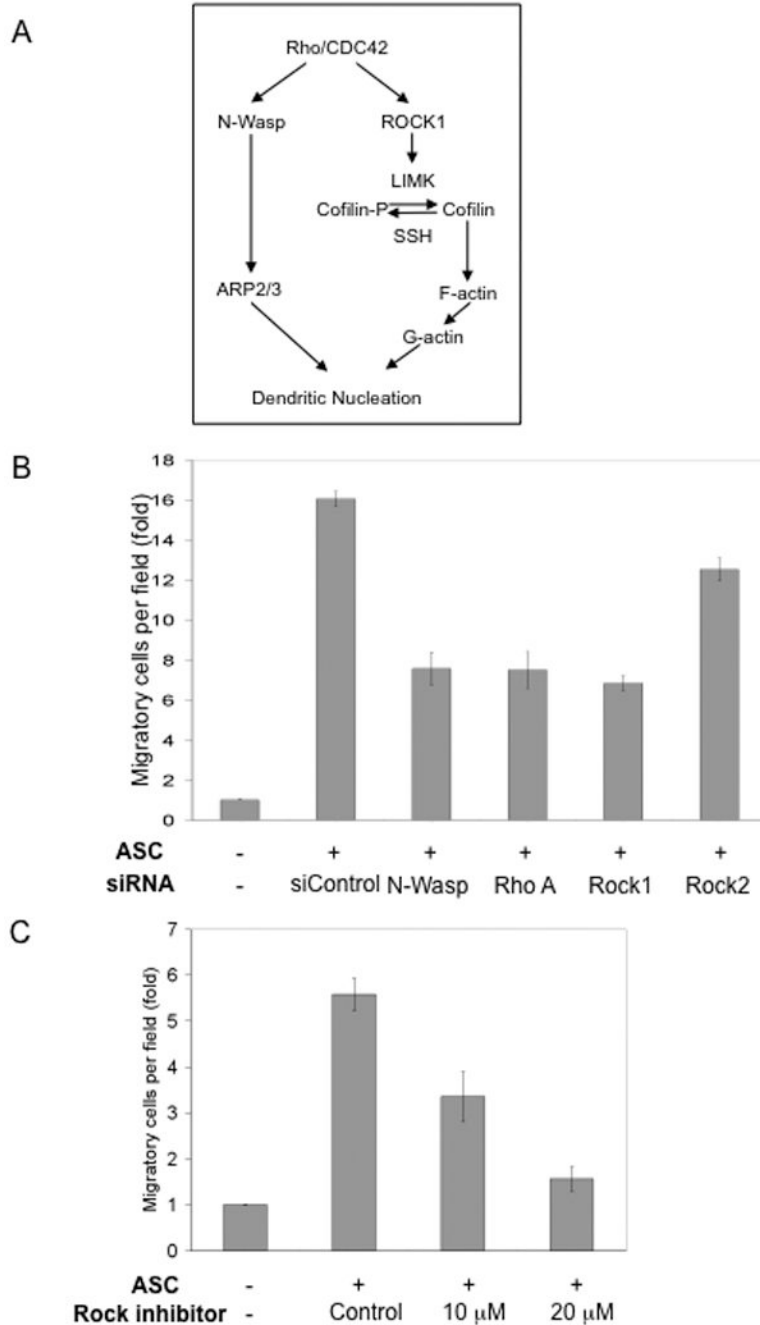 A
Rho/CDC42
N-Wasp ROCK1
LIMK
Cofilin-P Cofilin
SSH
ARP2/3 F-actin
G-actin
Dendritic Nucleation
B
Migratory cells per field (fold)
18
16
14
12
10
8
6
4
2
0
ASC - + + + + +
siRNA - siControl N-Wasp Rho A Rock1 Rock2
C
Migratory cells per field (fold)
7
6
5
4
3
2
1
0
ASC - + + +
Rock inhibitor - Control 10 μM 20 μM